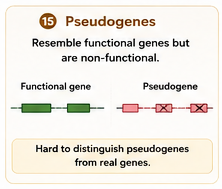 15 Pseudogenes
Resemble functional genes but
are non-functional.
Functional gene Pseudogene
Hard to distinguish pseudogenes
from real genes.